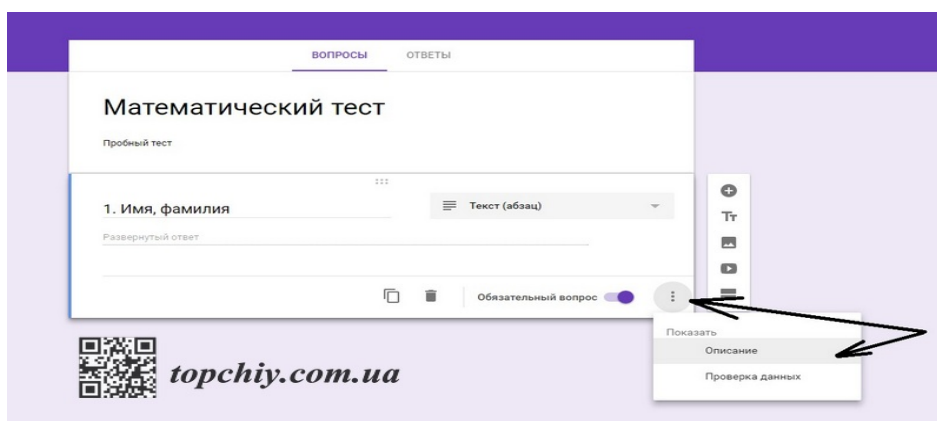 ВОПРОСЫ ОТВЕТЫ
Математический тест
Пробный тест
1. Имя, фамилия
Текст (абзац)
Развернутый ответ
Обязательный вопрос
Tт
Показать
Описание
Проверка данных
topchiy.com.ua